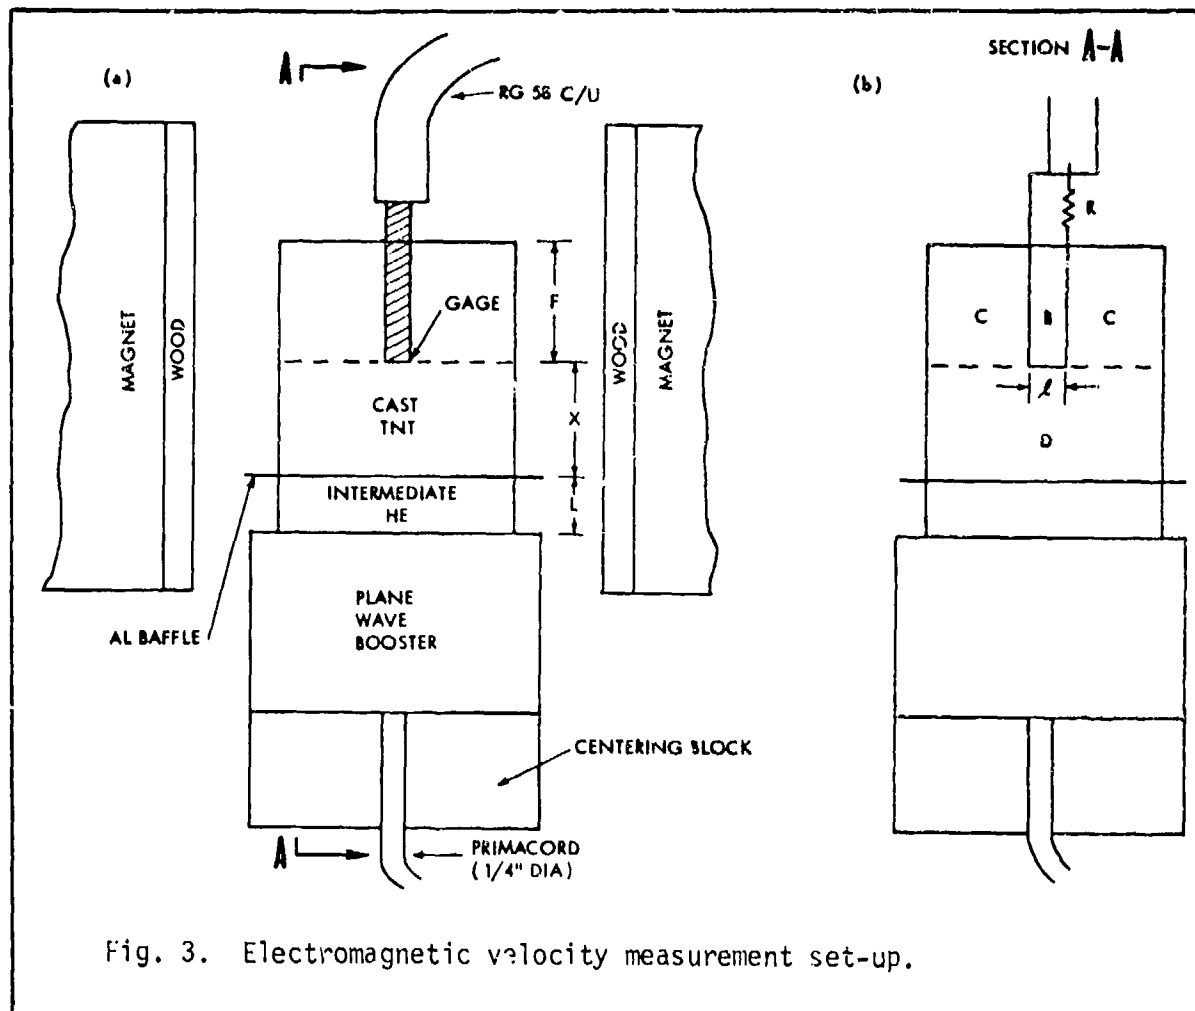 (a)
A
RG 58 C/U
SECTION A-A
(b)
MAGNET
WOOD
WOOD
MAGNET
F
GAGE
CAST
TNT
X
INTERMEDIATE
HE
L
AL BAFFLE
PLANE
WAVE
BOOSTER
CENTERING BLOCK
A
PRIMACORD
(1/4" DIA)
R
C
B
C
ℓ
D
Fig. 3. Electromagnetic velocity measurement set-up.